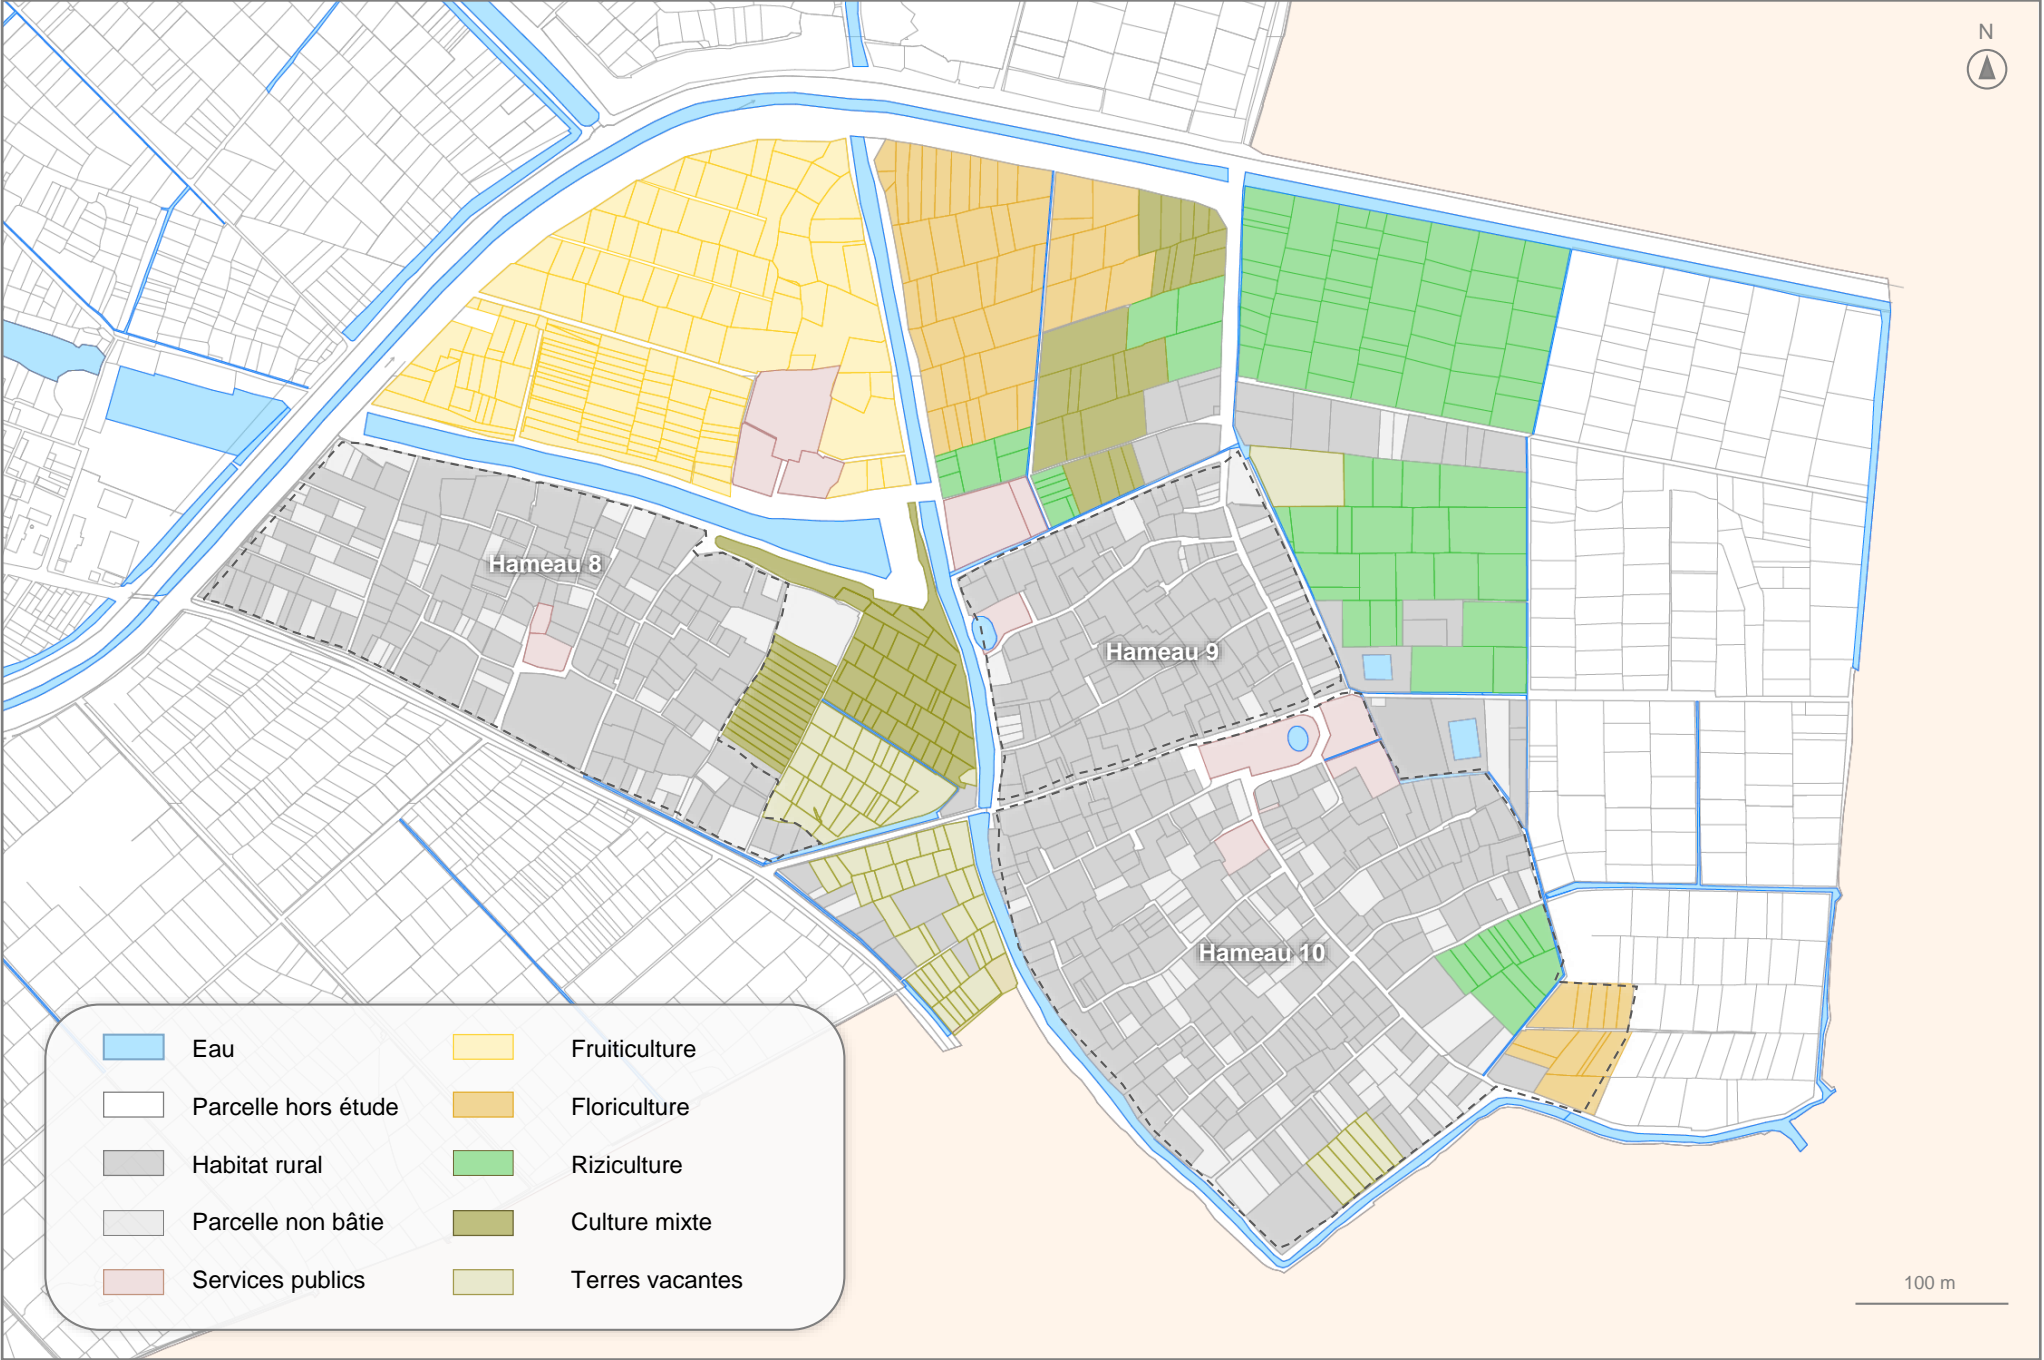 N
Hameau 8
Hameau 9
Hameau 10
Eau
Parcelle hors étude
Habitat rural
Parcelle non bâtie
Services publics
Fruiticulture
Floriculture
Riziculture
Culture mixte
Terres vacantes
100 m